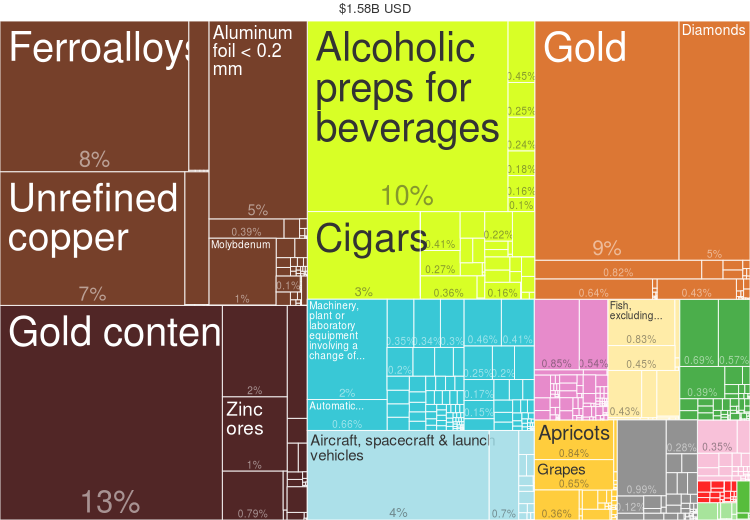 $1.58B USD
Ferroalloys
8%
Aluminum
foil < 0.2
mm
5%
Unrefined
copper
7%
0.39%
Molybdenum
0.1%
1%
Gold conten
13%
2%
Zinc
ores
1%
0.79%
Alcoholic
preps for
beverages
10%
0.45%
0.25%
0.24%
0.18%
0.16%
0.1%
Cigars
3%
0.41%
0.27%
0.36%
0.22%
0.16%
Gold
9%
Diamonds
5%
0.82%
0.64%
0.43%
Machinery,
plant or
laboratory
equipment
involving a
change of...
2%
Automatic...
0.66%
0.35%
0.34%
0.3%
0.2%
0.46%
0.41%
0.25%
0.2%
0.17%
0.15%
Aircraft, spacecraft & launch
vehicles
4%
0.7%
0.85%
0.54%
Fish,
excluding...
0.83%
0.45%
0.43%
0.69%
0.57%
0.39%
Apricots
0.84%
Grapes
0.65%
0.36%
0.99%
0.28%
0.12%
0.35%